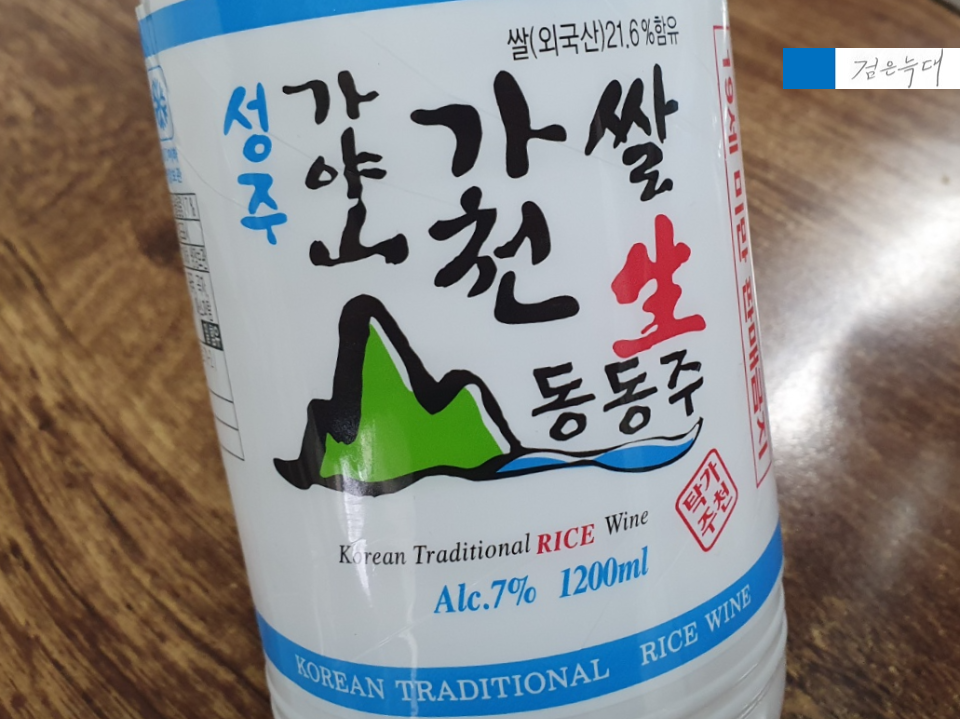 쌀(외국산)21.6%함유
검은늑대
성주
가야산
가천
쌀
生
동동주
19세 미만 판매금지
가천
탁주
Korean Traditional RICE Wine
Alc.7% 1200ml
KOREAN TRADITIONAL RICE WINE